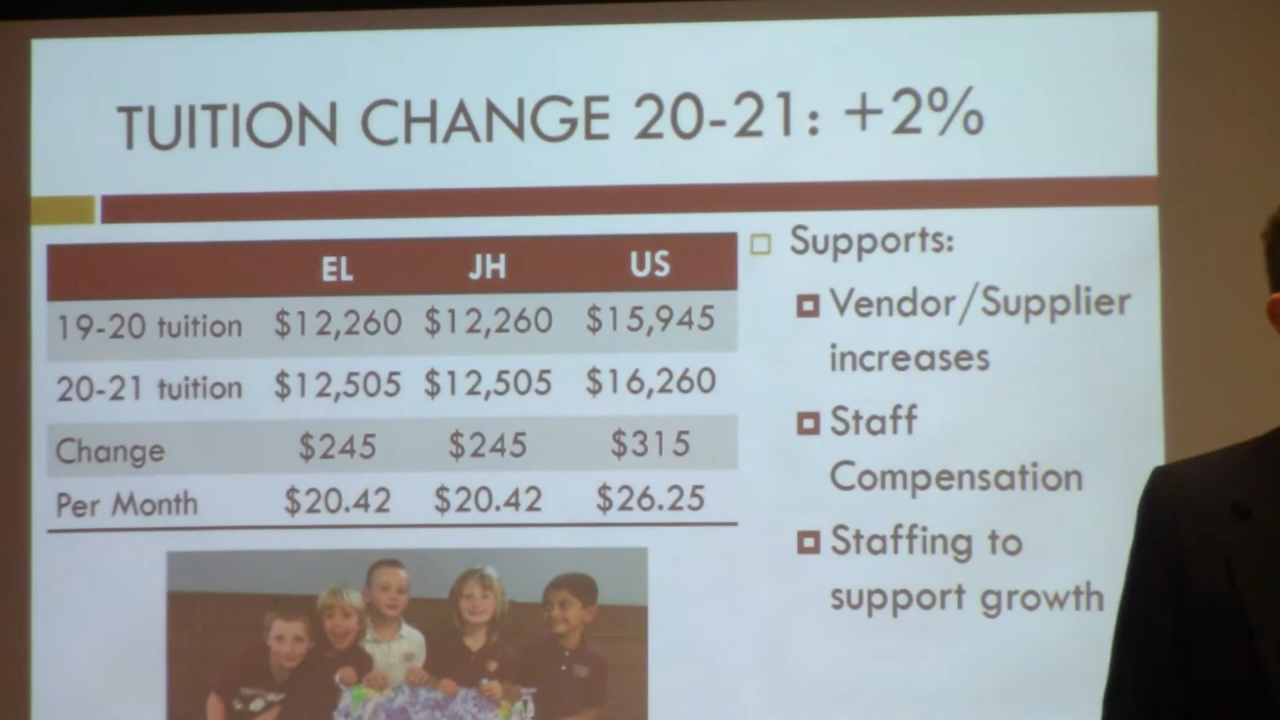 TUITION CHANGE 20-21: +2%
EL JH US
19-20 tuition $12,260 $12,260 $15,945
20-21 tuition $12,505 $12,505 $16,260
Change $245 $245 $315
Per Month $20.42 $20.42 $26.25
Supports:
Vendor/Supplier
increases
Staff
Compensation
Staffing to
support growth